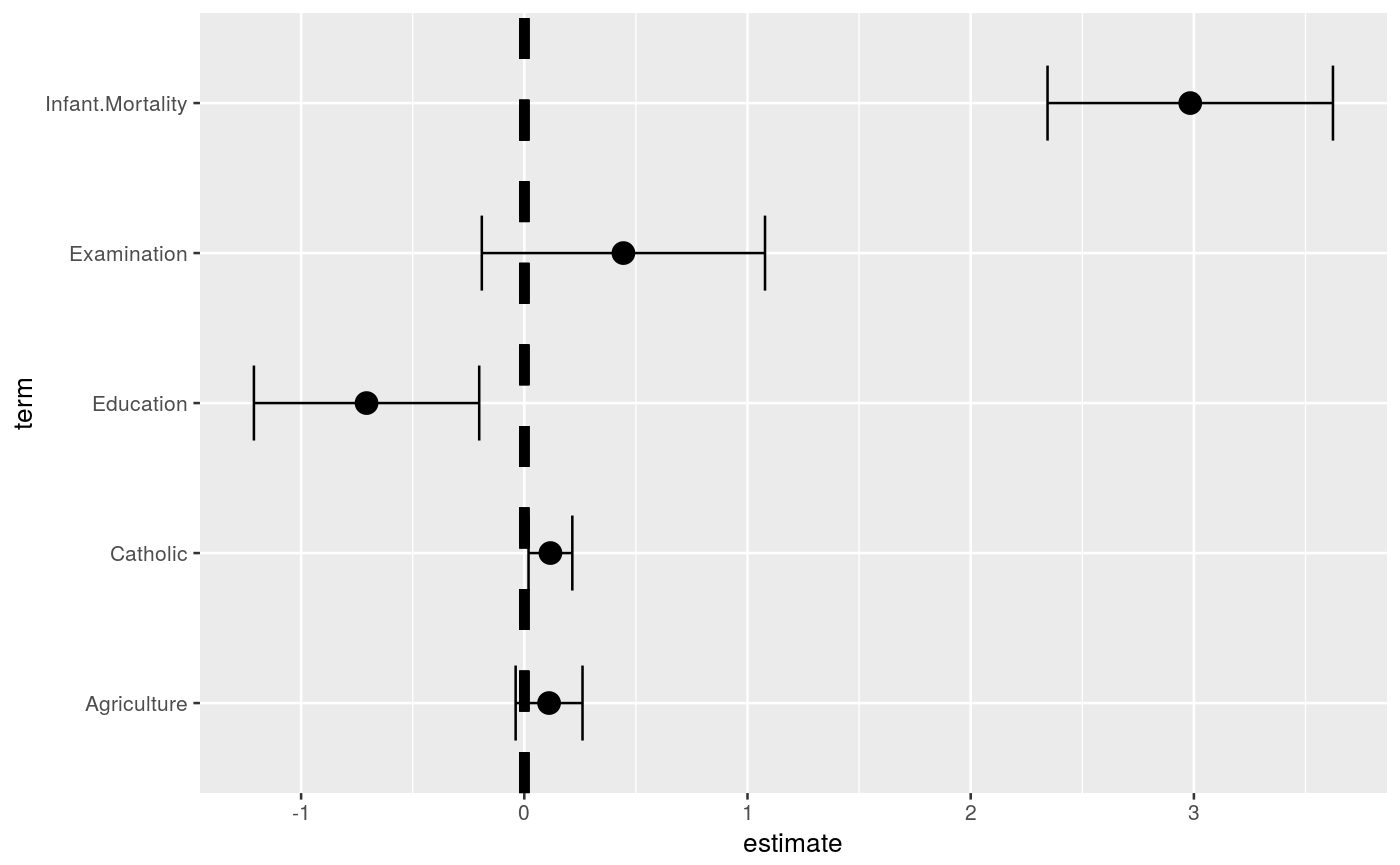 Infant.Mortality
Examination
Education
Catholic
Agriculture
term
-1 0 1 2 3
estimate